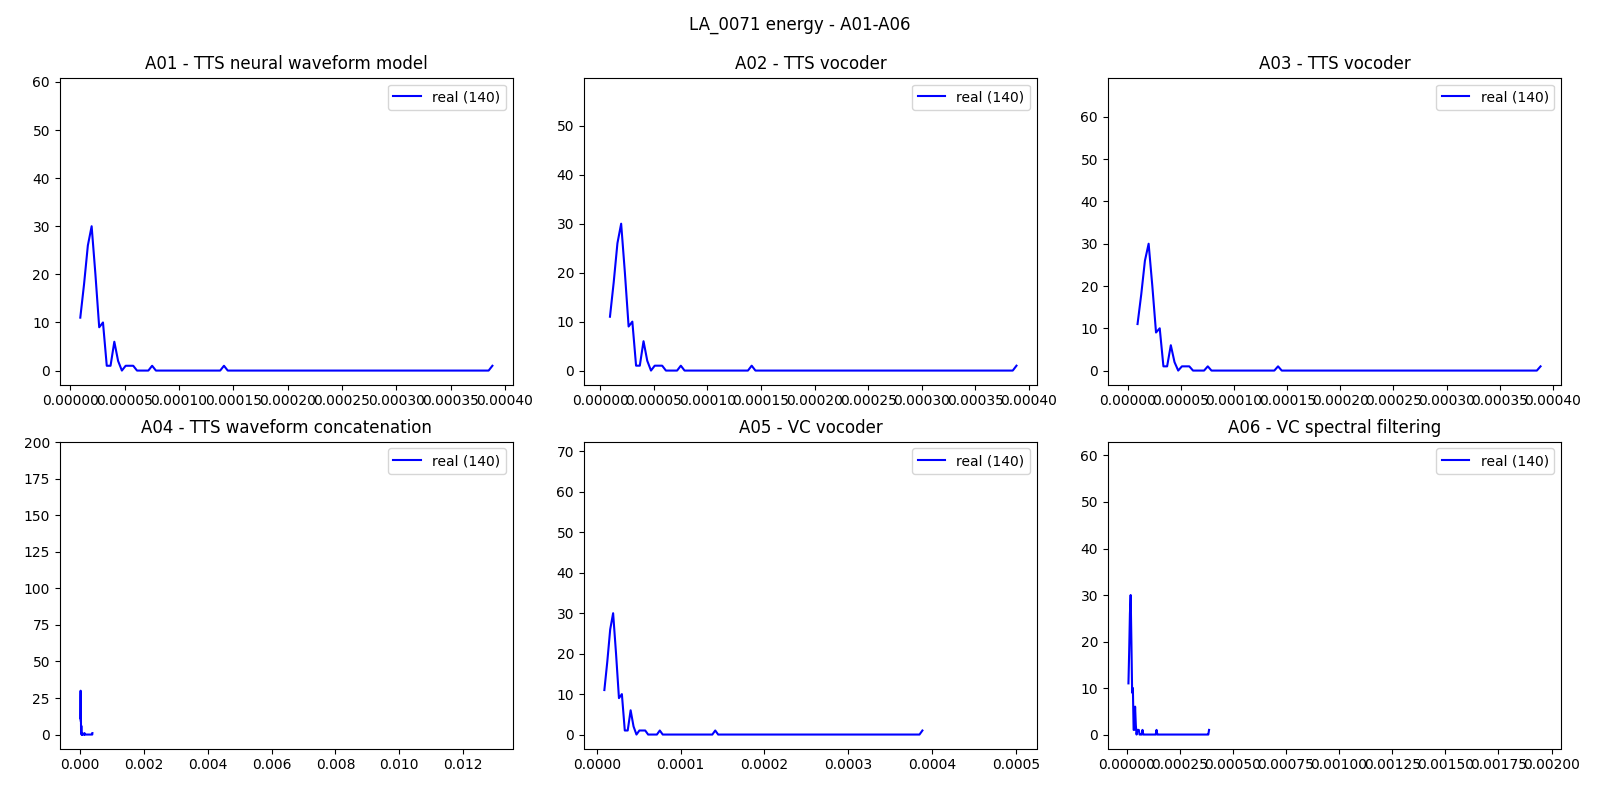 LA_0071 energy - A01-A06
A01 - TTS neural waveform model
real (140)
60
50
40
30
20
10
0
0.00000 0.00005 0.00010 0.00015 0.00020 0.00025 0.00030 0.00035 0.00040
A02 - TTS vocoder
real (140)
50
40
30
20
10
0
0.00000 0.00005 0.00010 0.00015 0.00020 0.00025 0.00030 0.00035 0.00040
A03 - TTS vocoder
real (140)
60
50
40
30
20
10
0
0.00000 0.00005 0.00010 0.00015 0.00020 0.00025 0.00030 0.00035 0.00040
A04 - TTS waveform concatenation
real (140)
200
175
150
125
100
75
50
25
0
0.000 0.002 0.004 0.006 0.008 0.010 0.012
A05 - VC vocoder
real (140)
70
60
50
40
30
20
10
0
0.0000 0.0001 0.0002 0.0003 0.0004 0.0005
A06 - VC spectral filtering
real (140)
60
50
40
30
20
10
0
0.00000 0.00025 0.00050 0.00075 0.00100 0.00125 0.00150 0.00175 0.00200